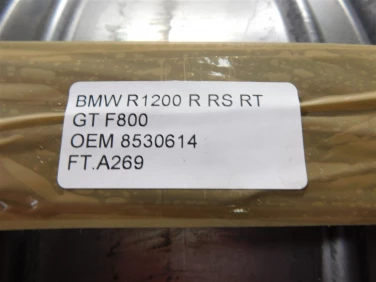 BMW R1200 R RS RT
GT F800
OEM 8530614
FT.A269